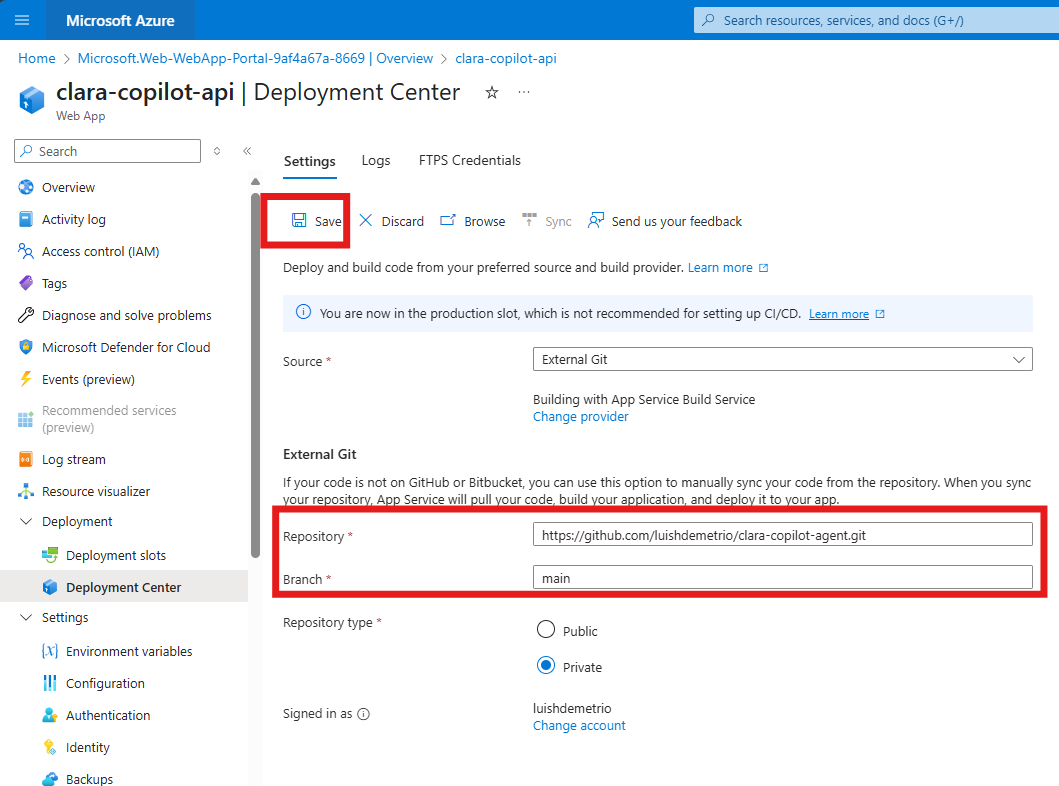 Microsoft Azure
Search resources, services, and docs (G+/)
Home > Microsoft.Web-WebApp-Portal-9af4a67a-8669 | Overview > clara-copilot-api
clara-copilot-api | Deployment Center
Web App
Search
Overview
Activity log
Access control (IAM)
Tags
Diagnose and solve problems
Microsoft Defender for Cloud
Events (preview)
Recommended services
(preview)
Log stream
Resource visualizer
Deployment
Deployment slots
Deployment Center
Settings
Environment variables
Configuration
Authentication
Identity
Backups
Settings Logs FTPS Credentials
Save Discard Browse Sync Send us your feedback
Deploy and build code from your preferred source and build provider. Learn more
You are now in the production slot, which is not recommended for setting up CI/CD. Learn more
Source * External Git
Building with App Service Build Service
Change provider
External Git
If your code is not on GitHub or Bitbucket, you can use this option to manually sync your code from the repository. When you sync
your repository, App Service will pull your code, build your application, and deploy it to your app.
Repository * https://github.com/luishdemetrio/clara-copilot-agent.git
Branch * main
Repository type * Public
Private
Signed in as luishdemetrio
Change account